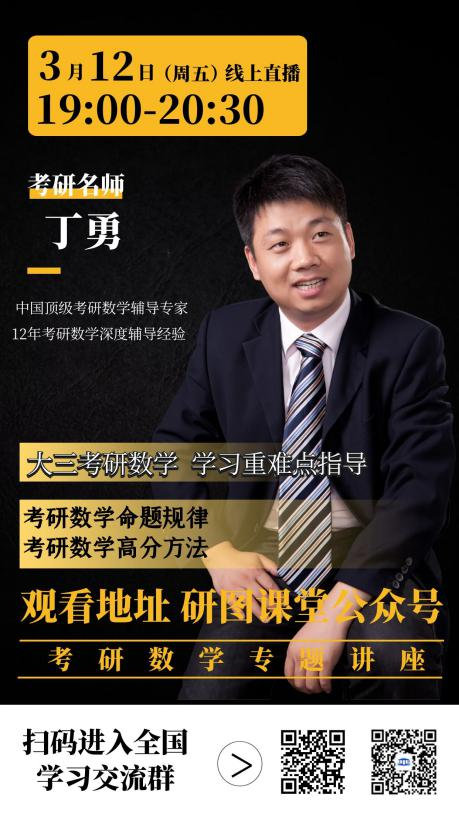 3月12日（周五）线上直播
19:00-20:30
考研名师
丁勇
中国顶级考研数学辅导专家
12年考研数学深度辅导经验
大三考研数学 学习重难点指导
考研数学命题规律
考研数学高分方法
观看地址 研图课堂公众号
考研数学专题讲座
扫码进入全国
学习交流群